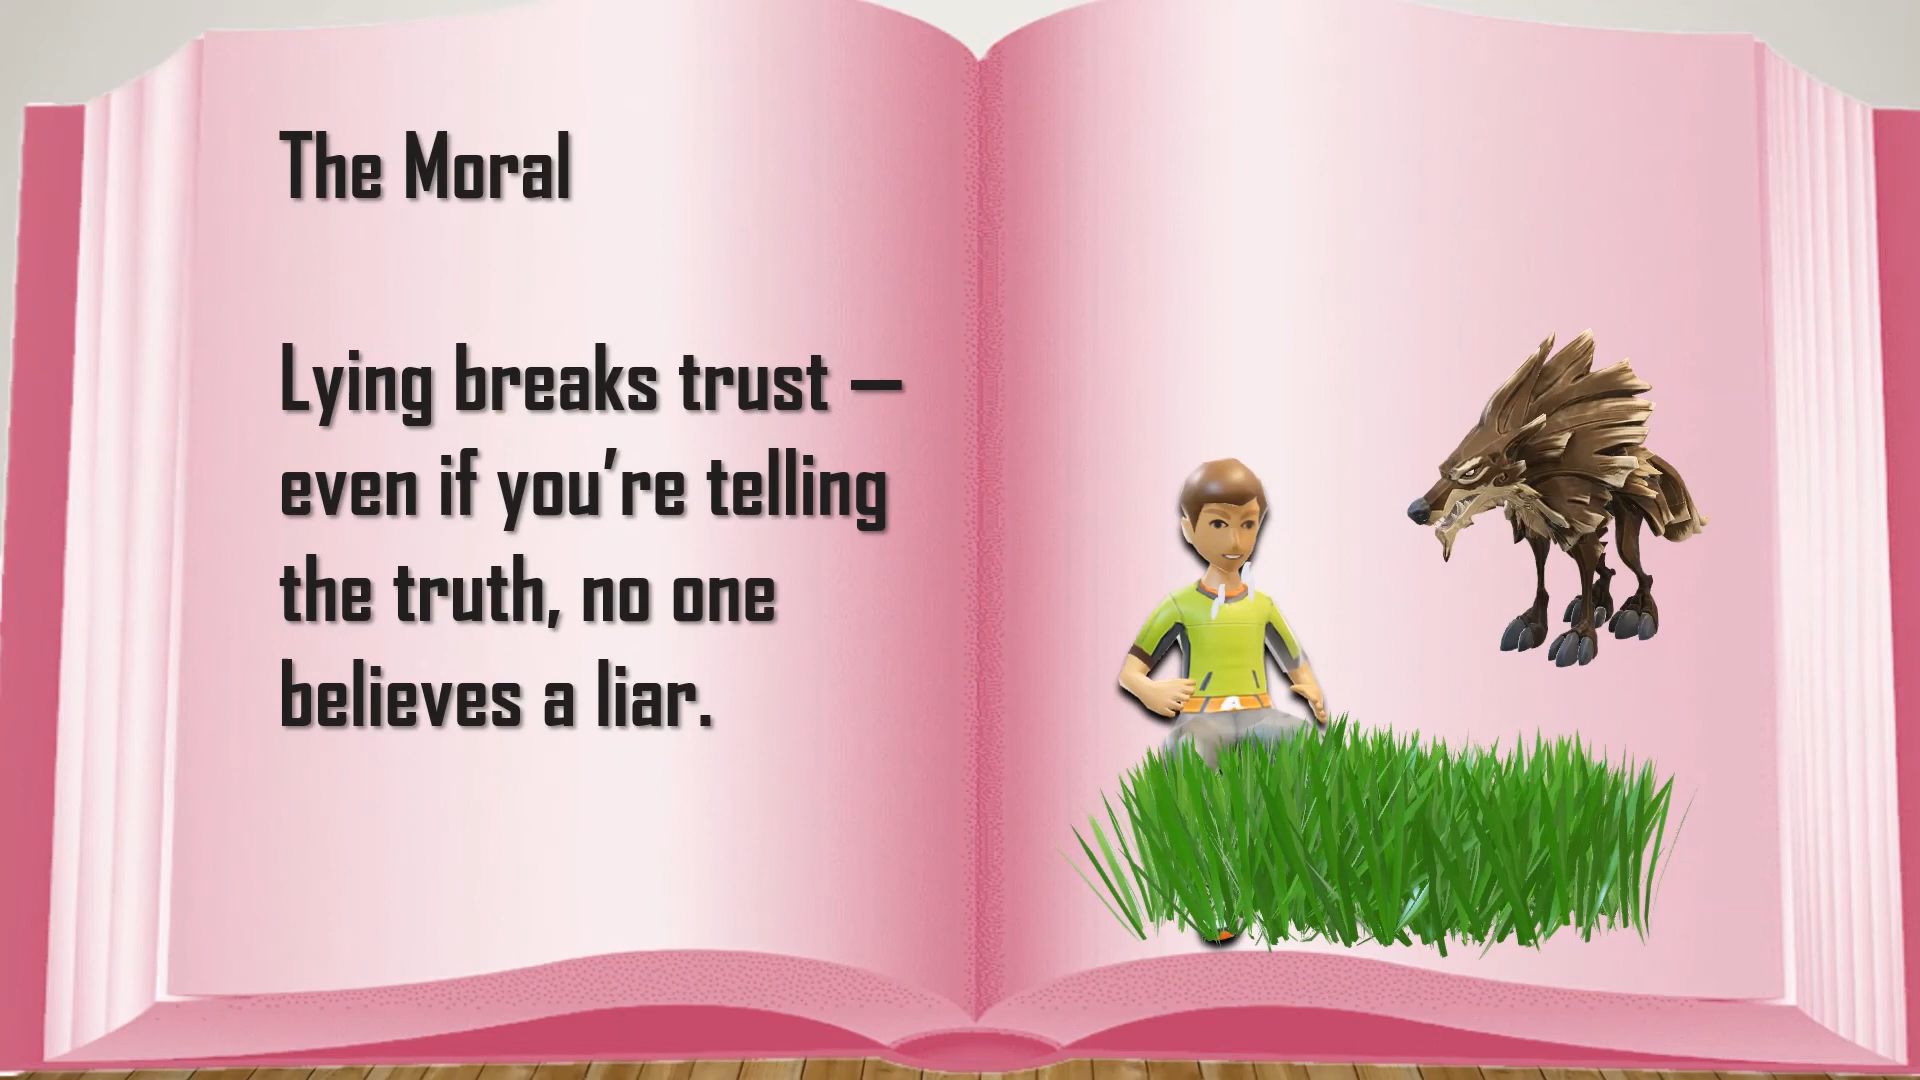 The Moral
Lying breaks trust —
even if you’re telling
the truth, no one
believes a liar.